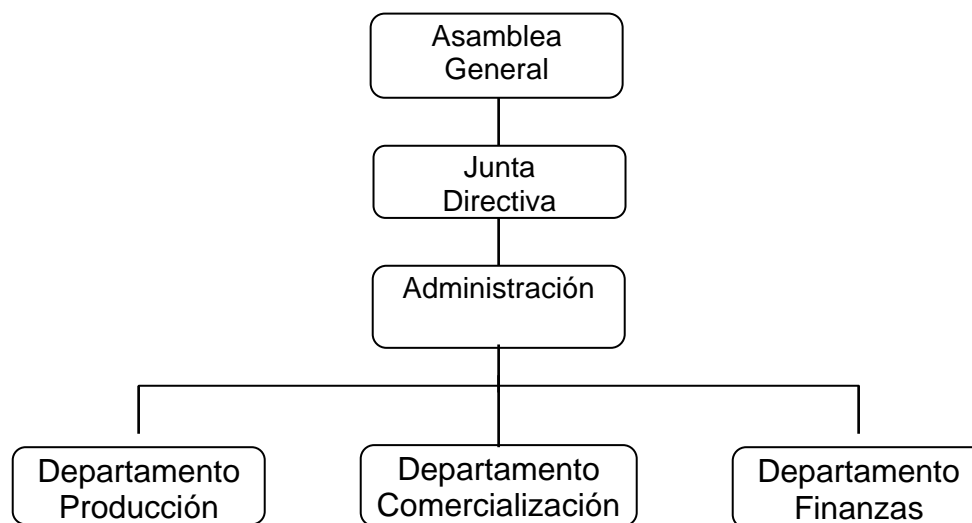 Asamblea
General
Junta
Directiva
Administración
Departamento
Producción
Departamento
Comercialización
Departamento
Finanzas